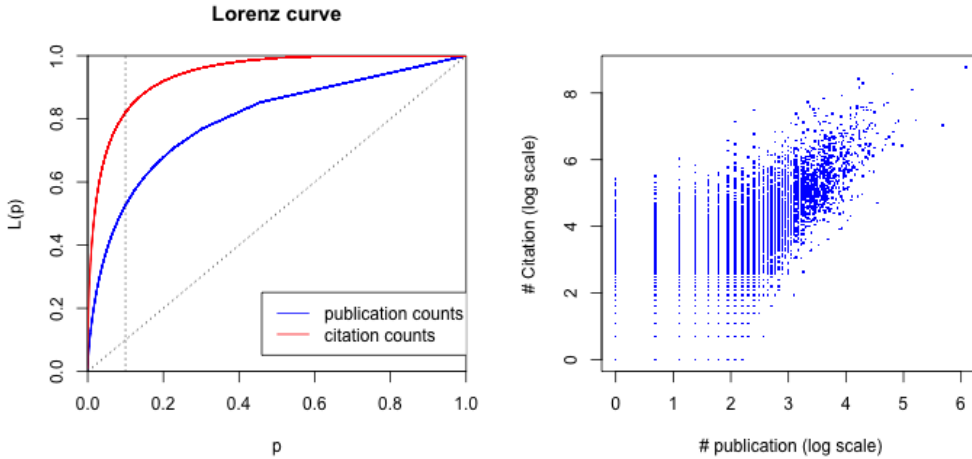 Lorenz curve
L(p)
1.0
0.8
0.6
0.4
0.2
0.0
publication counts
citation counts
0.0 0.2 0.4 0.6 0.8 1.0
p
# Citation (log scale)
8
6
4
2
0
0 1 2 3 4 5 6
# publication (log scale)